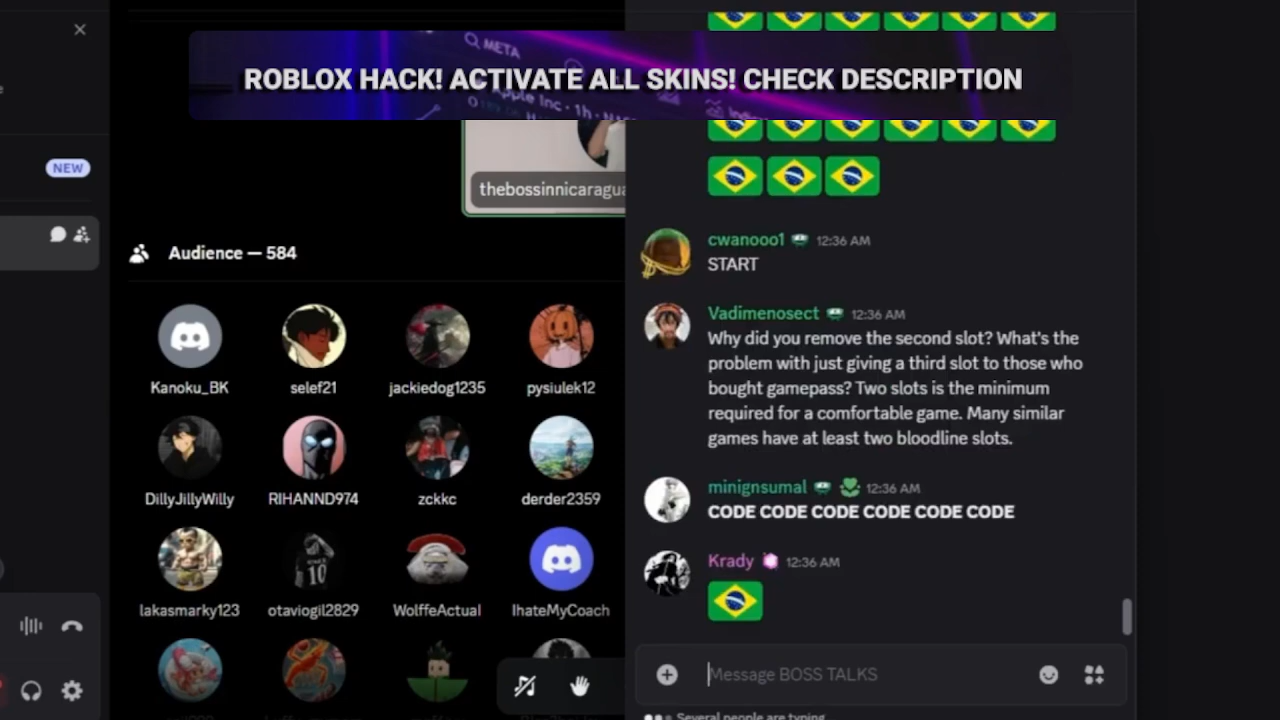 ROBLOX HACK! ACTIVATE ALL SKINS! CHECK DESCRIPTION
META
Apple Inc · 1h
NEW
thebossinnicaragua
Audience — 584
Kanoku_BK
selef21
jackiedog1235
pysiulek12
DillyJillyWilly
RIHANND974
zckkc
derder2359
lakasmarky123
otaviogil2829
WolffeActual
IhateMyCoach
cwanooo1 12:36 AM
START
Vadimenosect 12:36 AM
Why did you remove the second slot? What's the
problem with just giving a third slot to those who
bought gamepass? Two slots is the minimum
required for a comfortable game. Many similar
games have at least two bloodline slots.
minignsumal 12:36 AM
CODE CODE CODE CODE CODE CODE
Krady 12:36 AM
Message BOSS TALKS
Several people are typing